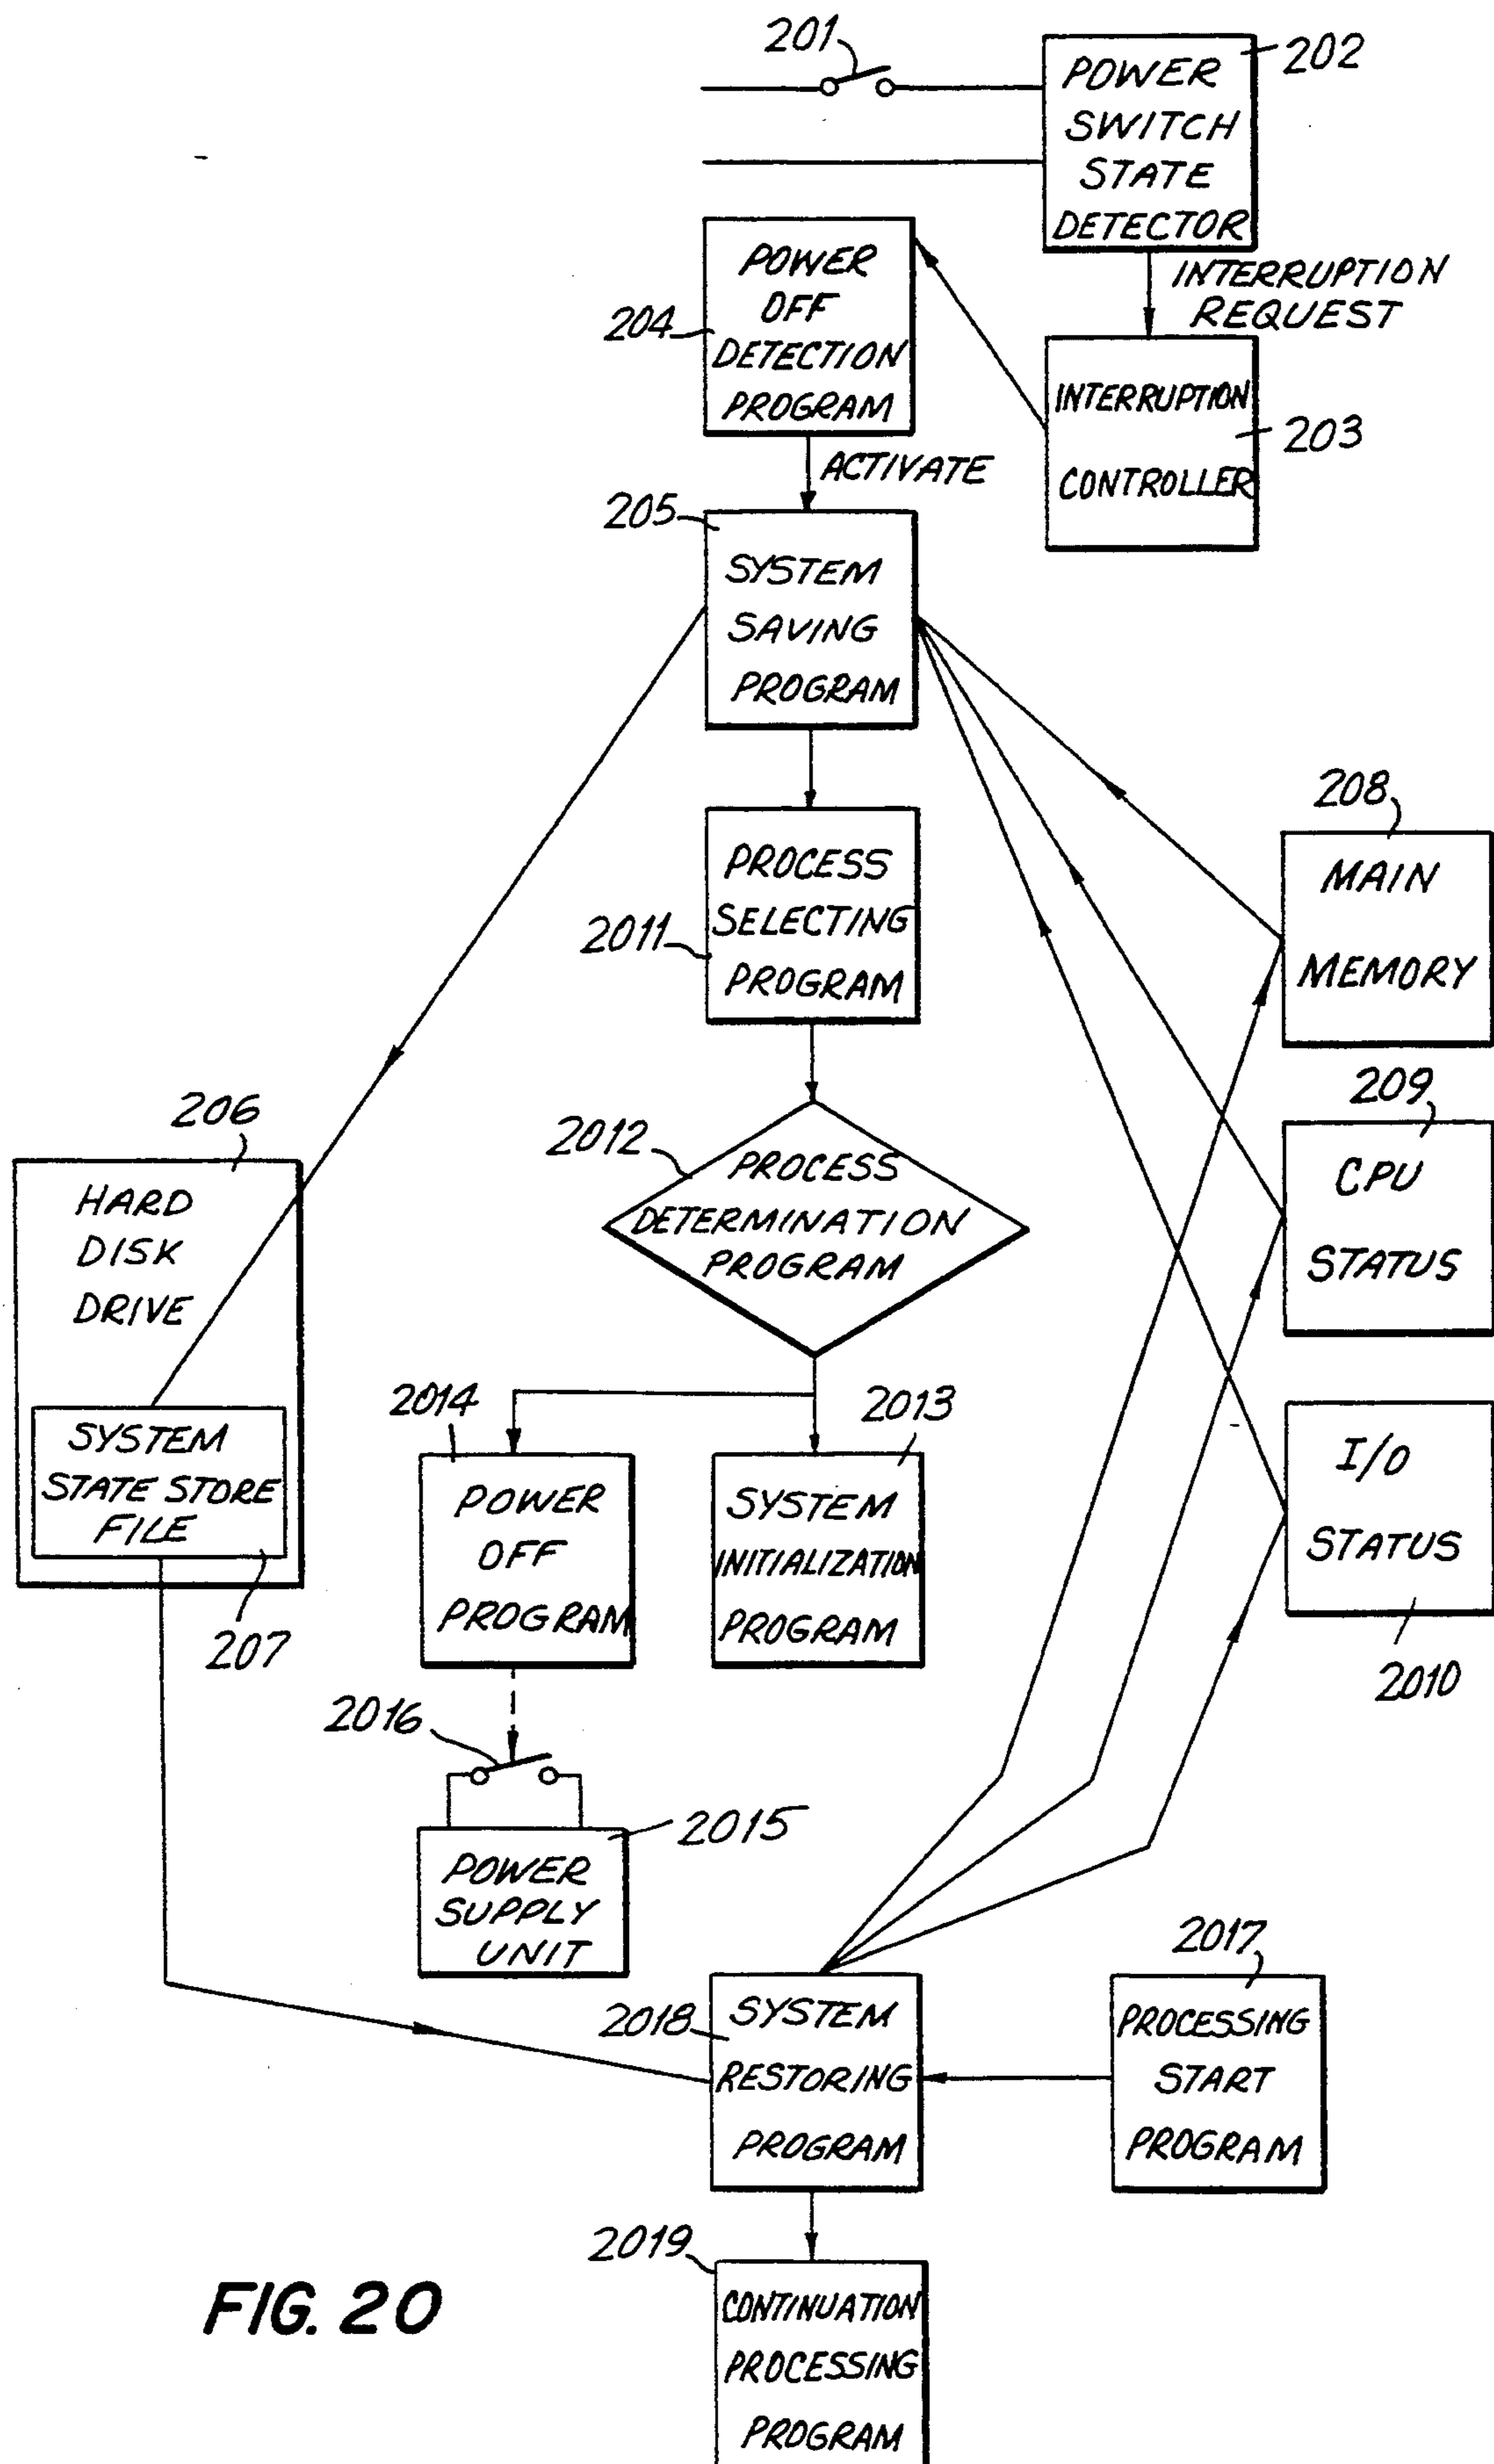 201
202
POWER
SWITCH
STATE
DETECTOR
INTERRUPTION
REQUEST
204
POWER
OFF
DETECTION
PROGRAM
INTERRUPTION
CONTROLLER
203
ACTIVATE
205
SYSTEM
SAVING
PROGRAM
208
MAIN
MEMORY
2011
PROCESS
SELECTING
PROGRAM
209
CPU
STATUS
206
HARD
DISK
DRIVE
2012
PROCESS
DETERMINATION
PROGRAM
SYSTEM
STATE STORE
FILE
207
2014
POWER
OFF
PROGRAM
2013
SYSTEM
INITIALIZATION
PROGRAM
I/O
STATUS
2010
2016
2015
POWER
SUPPLY
UNIT
2018
SYSTEM
RESTORING
PROGRAM
2017
PROCESSING
START
PROGRAM
2019
CONTINUATION
PROCESSING
PROGRAM
FIG. 20